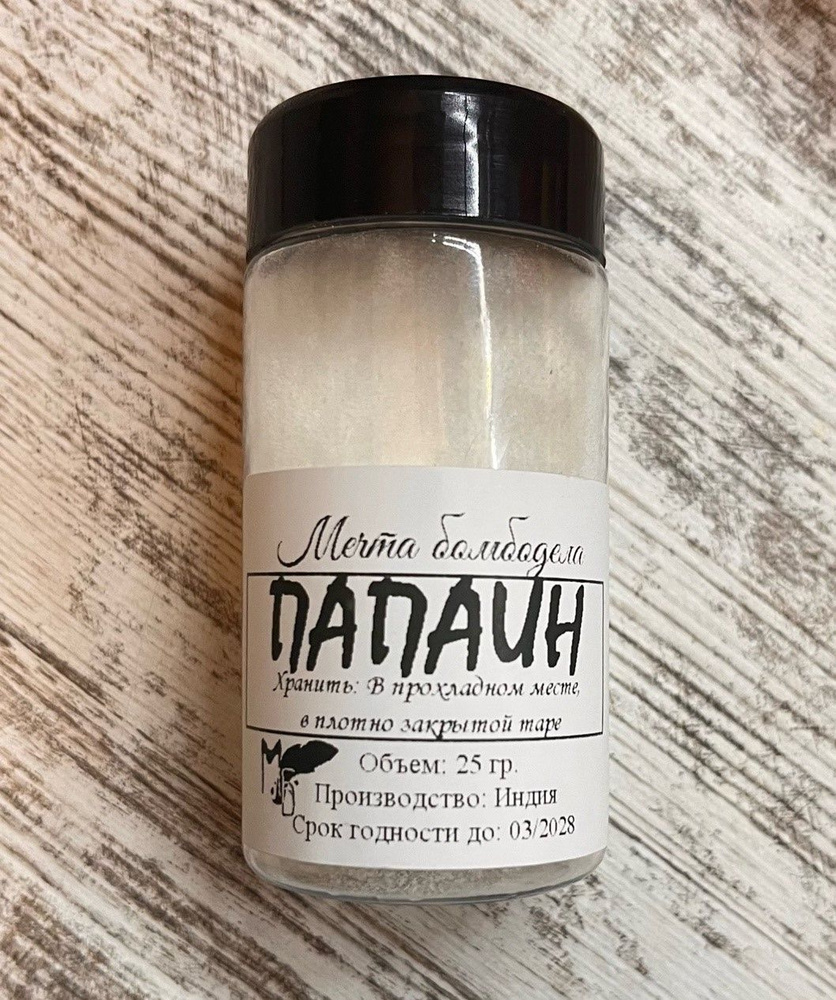 Мечта бомбодела
ПАПАИН
Хранить: В прохладном месте,
в плотно закрытой таре
Объем: 25 гр.
Производство: Индия
Срок годности до: 03/2028